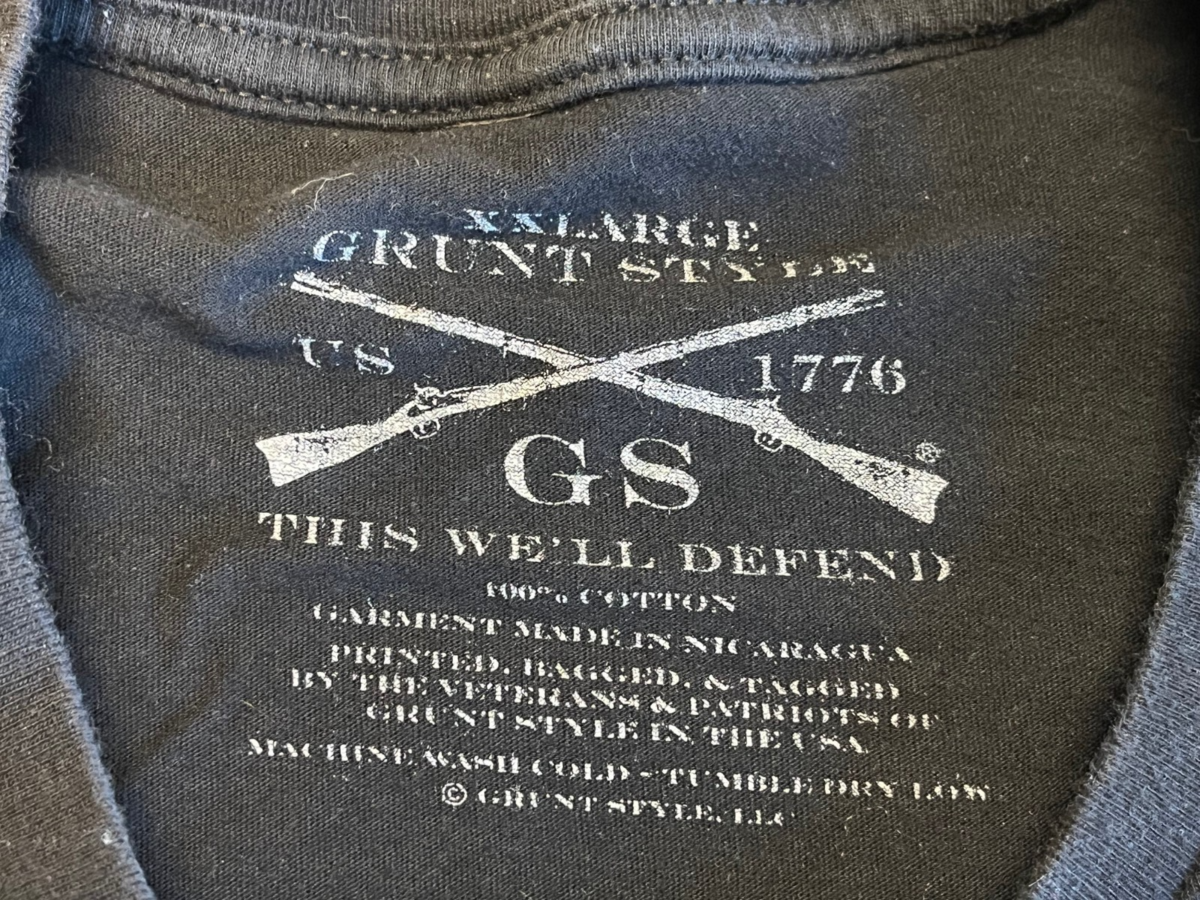 XXLARGE
GRUNT STYLE
US 1776
GS ®
THIS WE'LL DEFEND
100% COTTON
GARMENT MADE IN NICARAGUA
PRINTED, BAGGED, & TAGGED
BY THE VETERANS & PATRIOTS OF
GRUNT STYLE IN THE USA
MACHINE WASH COLD - TUMBLE DRY LOW
© GRUNT STYLE, LLC